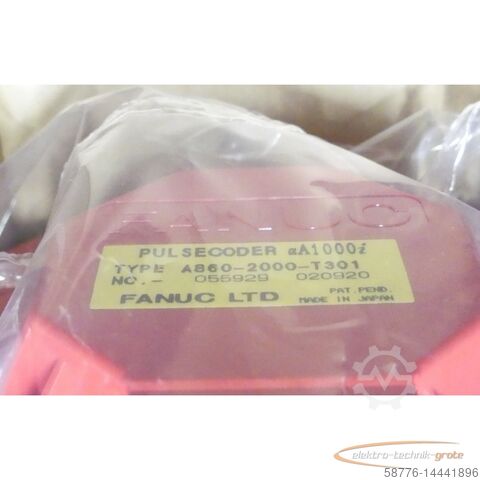 FANUC
PULSECODER αA1000i
TYPE A860-2000-T301
NO.- 055929 020920
FANUC LTD PAT.PEND.
MADE IN JAPAN
elektro-technik-grote
58776-14441896